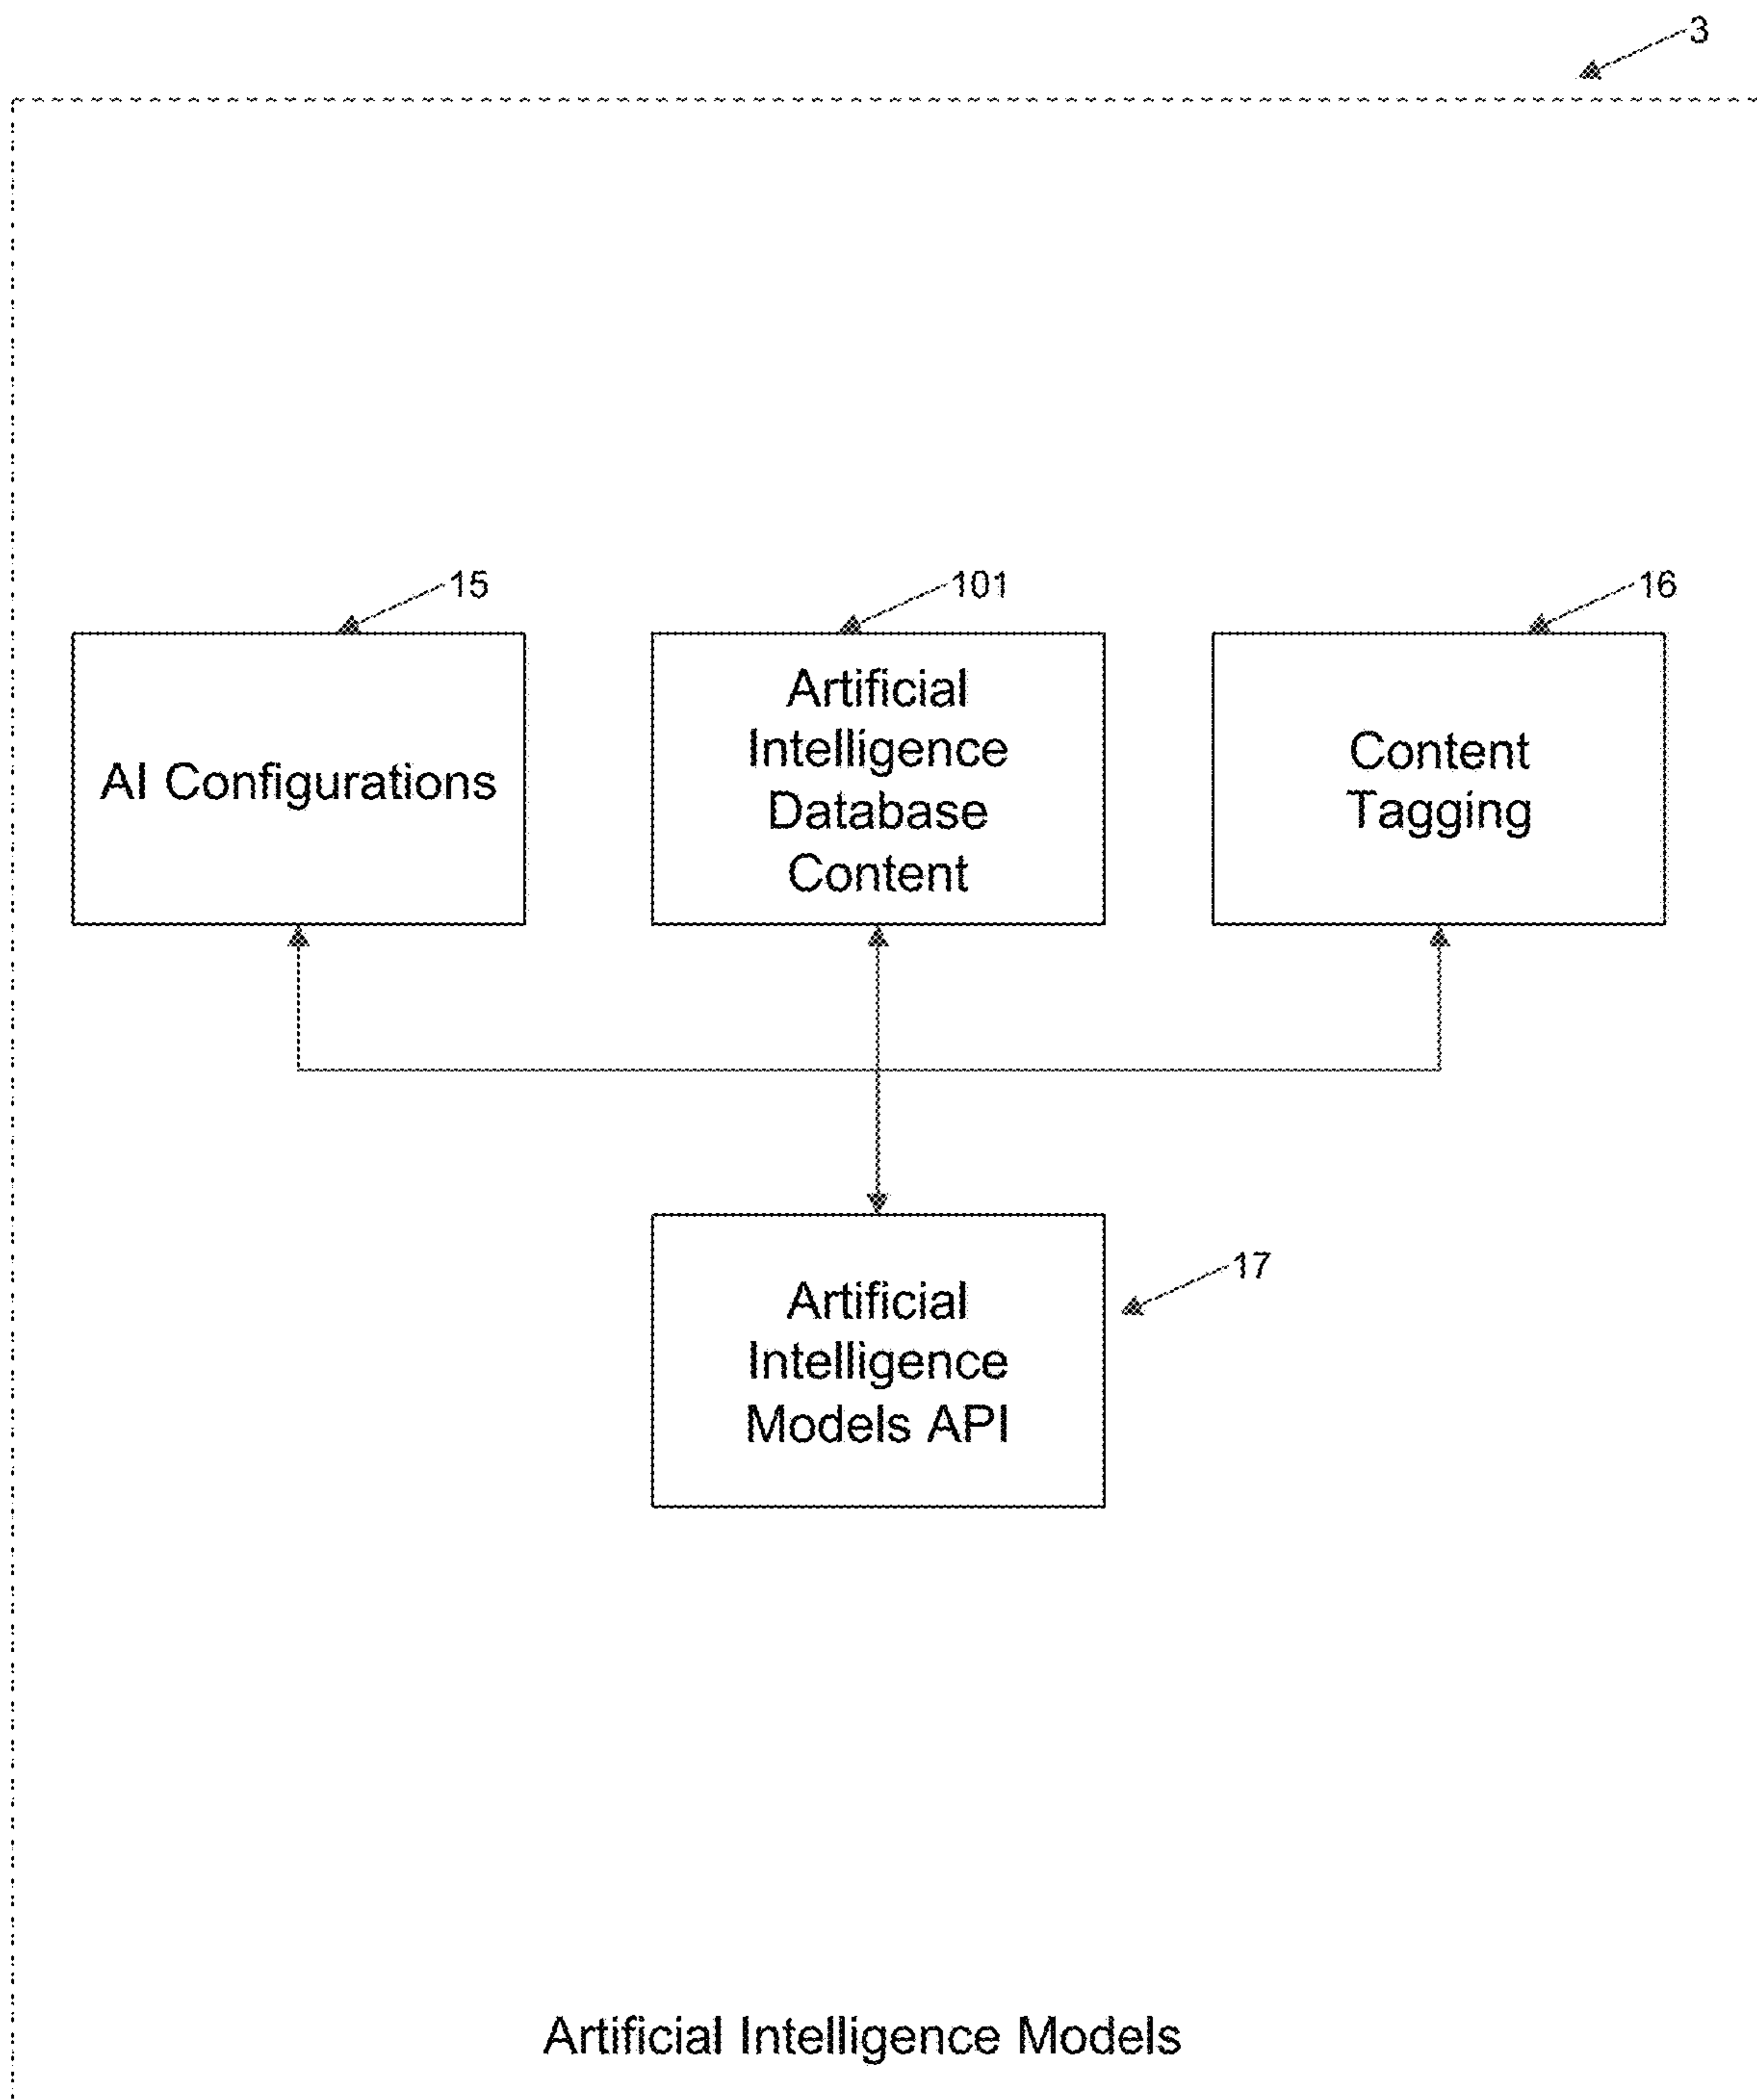 3
15
101
16
AI Configurations
Artificial
Intelligence
Database
Content
Content
Tagging
17
Artificial
Intelligence
Models API
Artificial Intelligence Models